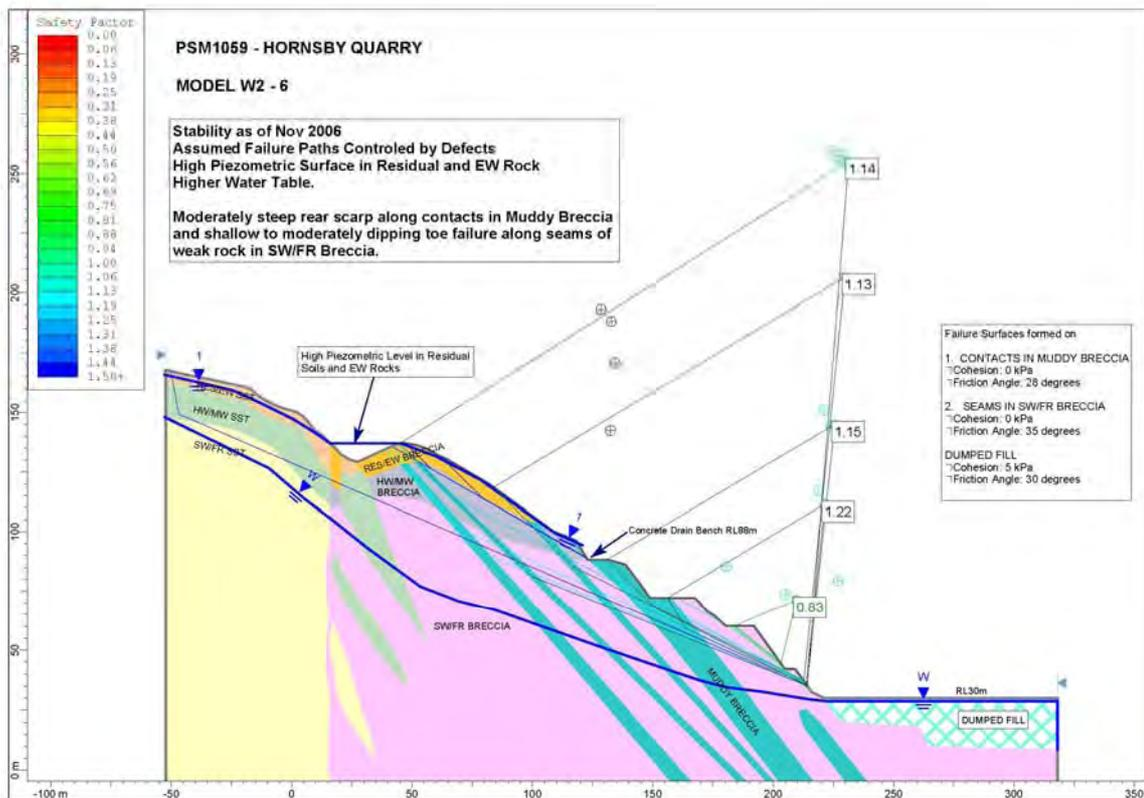 Safety Factor
0.00
0.06
0.13
0.19
0.25
0.31
0.38
0.44
0.50
0.56
0.63
0.69
0.75
0.81
0.88
0.94
1.00
1.06
1.13
1.19
1.25
1.31
1.38
1.44
1.50+
PSM1059 - HORNSBY QUARRY
MODEL W2 - 6
Stability as of Nov 2006
Assumed Failure Paths Controled by Defects
High Piezometric Surface in Residual and EW Rock
Higher Water Table.
Moderately steep rear scarp along contacts in Muddy Breccia
and shallow to moderately dipping toe failure along seams of
weak rock in SW/FR Breccia.
1.14
1.13
1.15
1.22
0.83
Failure Surfaces formed on
1. CONTACTS IN MUDDY BRECCIA
Cohesion: 0 kPa
Friction Angle: 28 degrees
2. SEAMS IN SW/FR BRECCIA
Cohesion: 0 kPa
Friction Angle: 35 degrees
DUMPED FILL
Cohesion: 5 kPa
Friction Angle: 30 degrees
High Piezometric Level in Residual
Soils and EW Rocks
1
SST
HW/MW SST
SW/FR SST
W
RES/EW BRECCIA
HW/MW
BRECCIA
1
Concrete Drain Bench RL88m
SW/FR BRECCIA
MUDDY BRECCIA
W
RL30m
DUMPED FILL
300
250
200
150
100
50
0 m
-100 m
-50
0
50
100
150
200
250
300
350